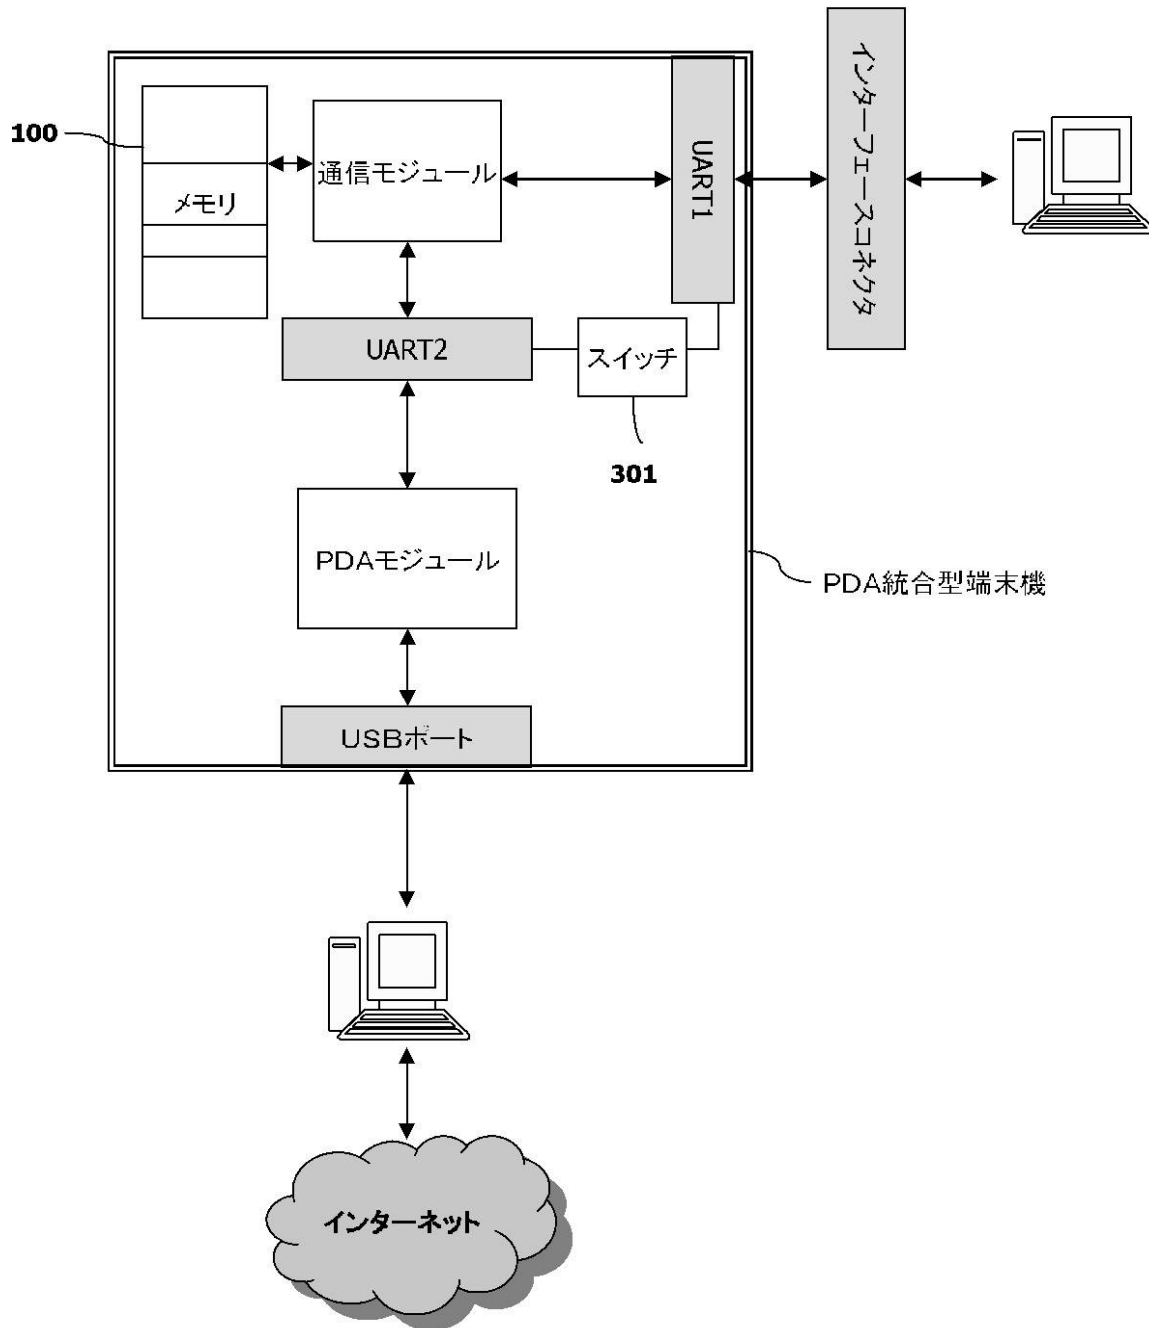 インターフェースコネクタ
100
通信モジュール
UART1
メモリ
UART2
スイッチ
301
PDAモジュール
PDA統合型端末機
USBポート
インターネット